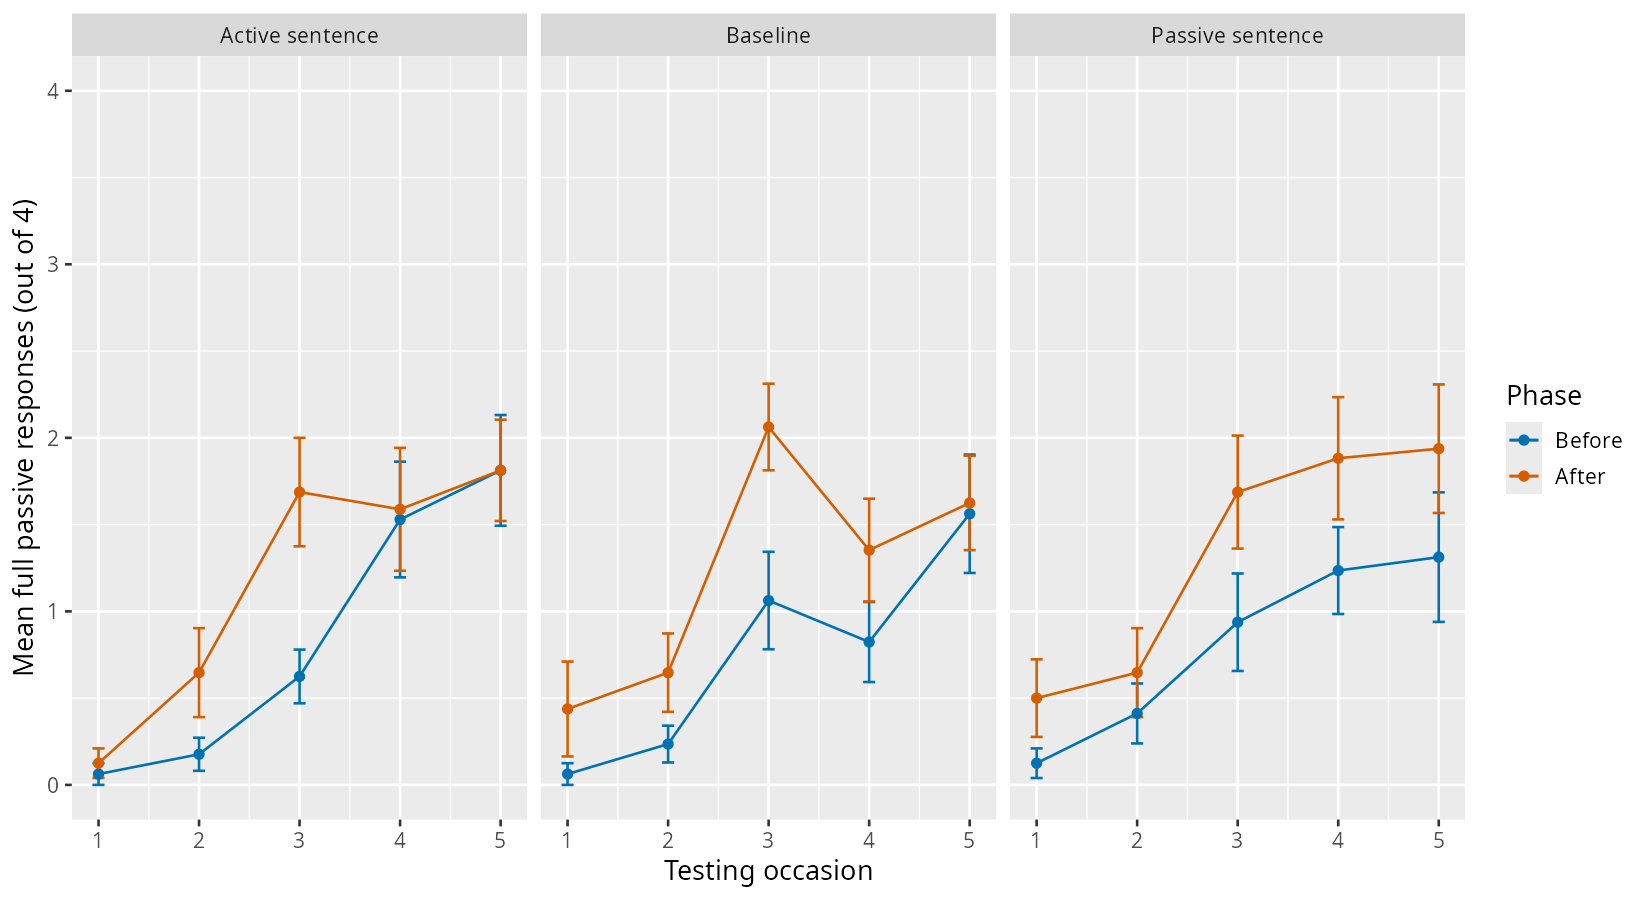 Active sentence
Baseline
Passive sentence
Mean full passive responses (out of 4)
4
3
2
1
0
1 2 3 4 5
1 2 3 4 5
1 2 3 4 5
Testing occasion
Phase
Before
After